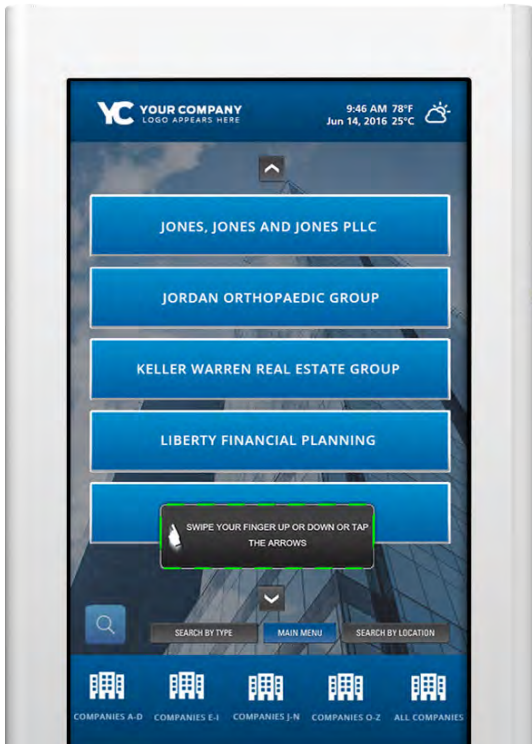 YC YOUR COMPANY
LOGO APPEARS HERE
9:46 AM 78°F
Jun 14, 2016 25°C
JONES, JONES AND JONES PLLC
JORDAN ORTHOPAEDIC GROUP
KELLER WARREN REAL ESTATE GROUP
LIBERTY FINANCIAL PLANNING
SWIPE YOUR FINGER UP OR DOWN OR TAP
THE ARROWS
SEARCH BY TYPE MAIN MENU SEARCH BY LOCATION
COMPANIES A-D COMPANIES E-I COMPANIES J-N COMPANIES O-Z ALL COMPANIES